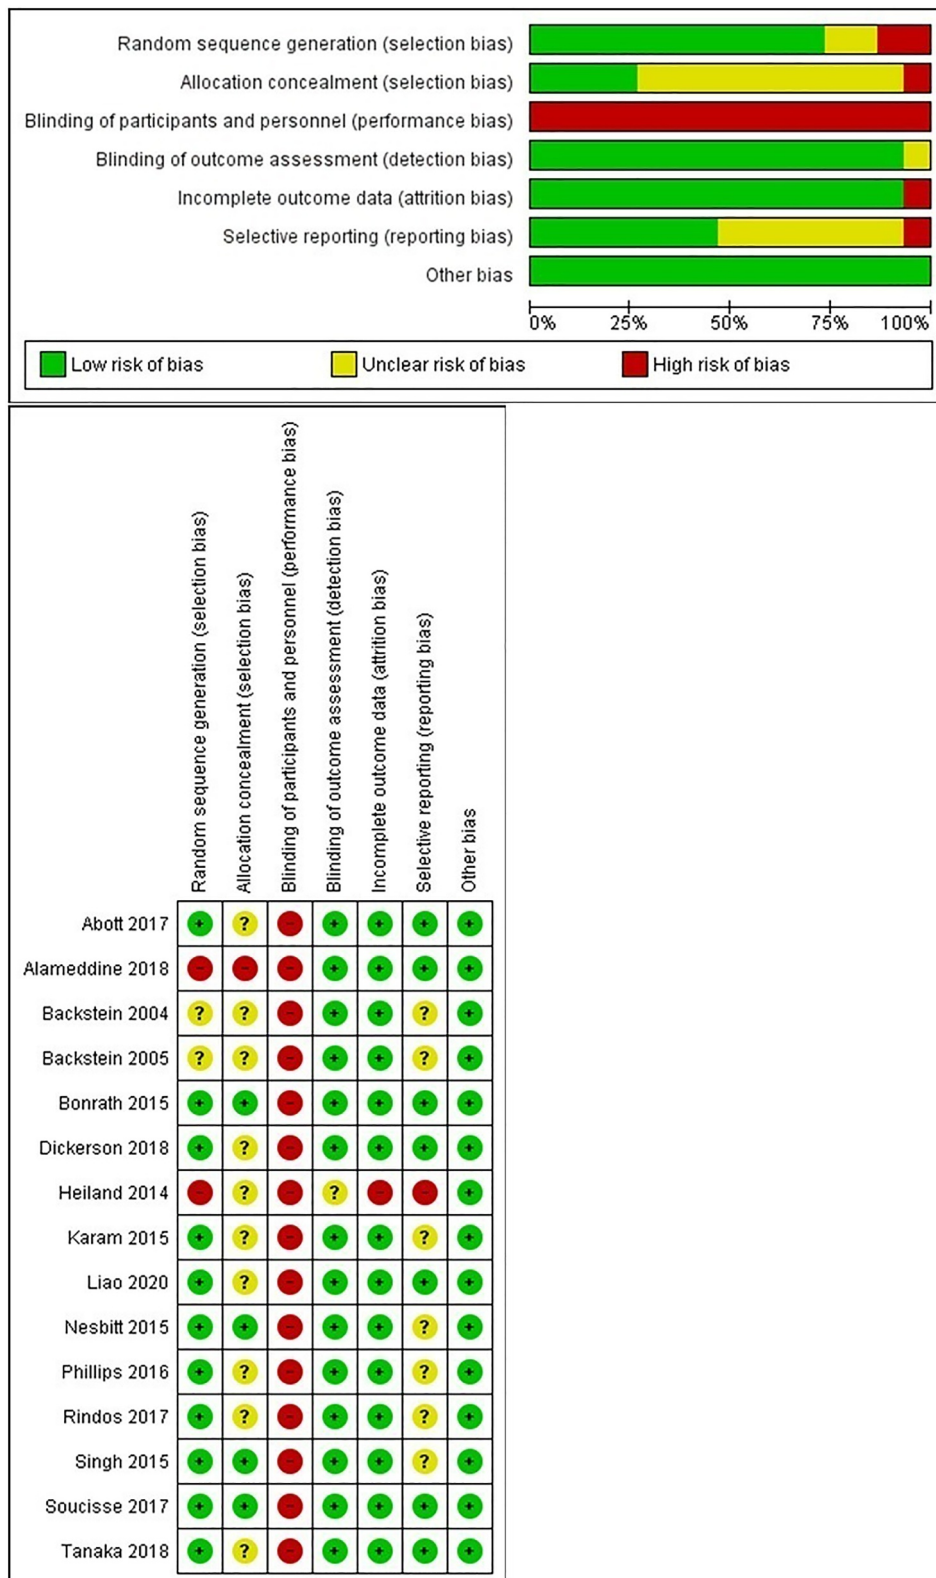 Random sequence generation (selection bias)
Allocation concealment (selection bias)
Blinding of participants and personnel (performance bias)
Blinding of outcome assessment (detection bias)
Incomplete outcome data (attrition bias)
Selective reporting (reporting bias)
Other bias
0% 25% 50% 75% 100%
Low risk of bias Unclear risk of bias High risk of bias
Random sequence generation (selection bias)
Allocation concealment (selection bias)
Blinding of participants and personnel (performance bias)
Blinding of outcome assessment (detection bias)
Incomplete outcome data (attrition bias)
Selective reporting (reporting bias)
Other bias
Abott 2017 + ? - + + + +
Alameddine 2018 - - - + + + +
Backstein 2004 ? ? - + + ? +
Backstein 2005 ? ? - + + ? +
Bonrath 2015 + + - + + + +
Dickerson 2018 + ? - + + + +
Heiland 2014 - ? - ? - - +
Karam 2015 + ? - + + ? +
Liao 2020 + ? - + + + +
Nesbitt 2015 + + - + + ? +
Phillips 2016 + ? - + + ? +
Rindos 2017 + ? - + + ? +
Singh 2015 + + - + + ? +
Soucisse 2017 + + - + + + +
Tanaka 2018 + ? - + + + +